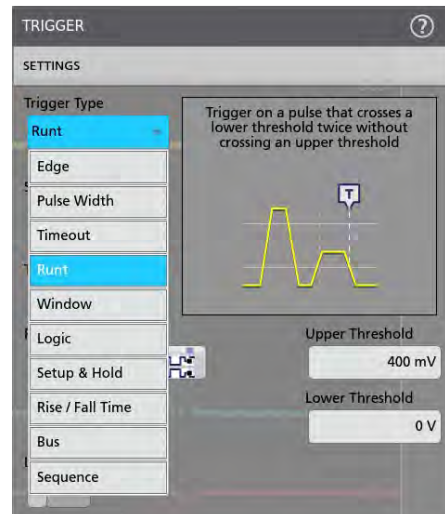 TRIGGER
?
SETTINGS
Trigger Type
Runt
Edge
Pulse Width
Timeout
Runt
Window
Logic
Setup & Hold
Rise / Fall Time
Bus
Sequence
Trigger on a pulse that crosses a
lower threshold twice without
crossing an upper threshold
T
Upper Threshold
400 mV
Lower Threshold
0 V